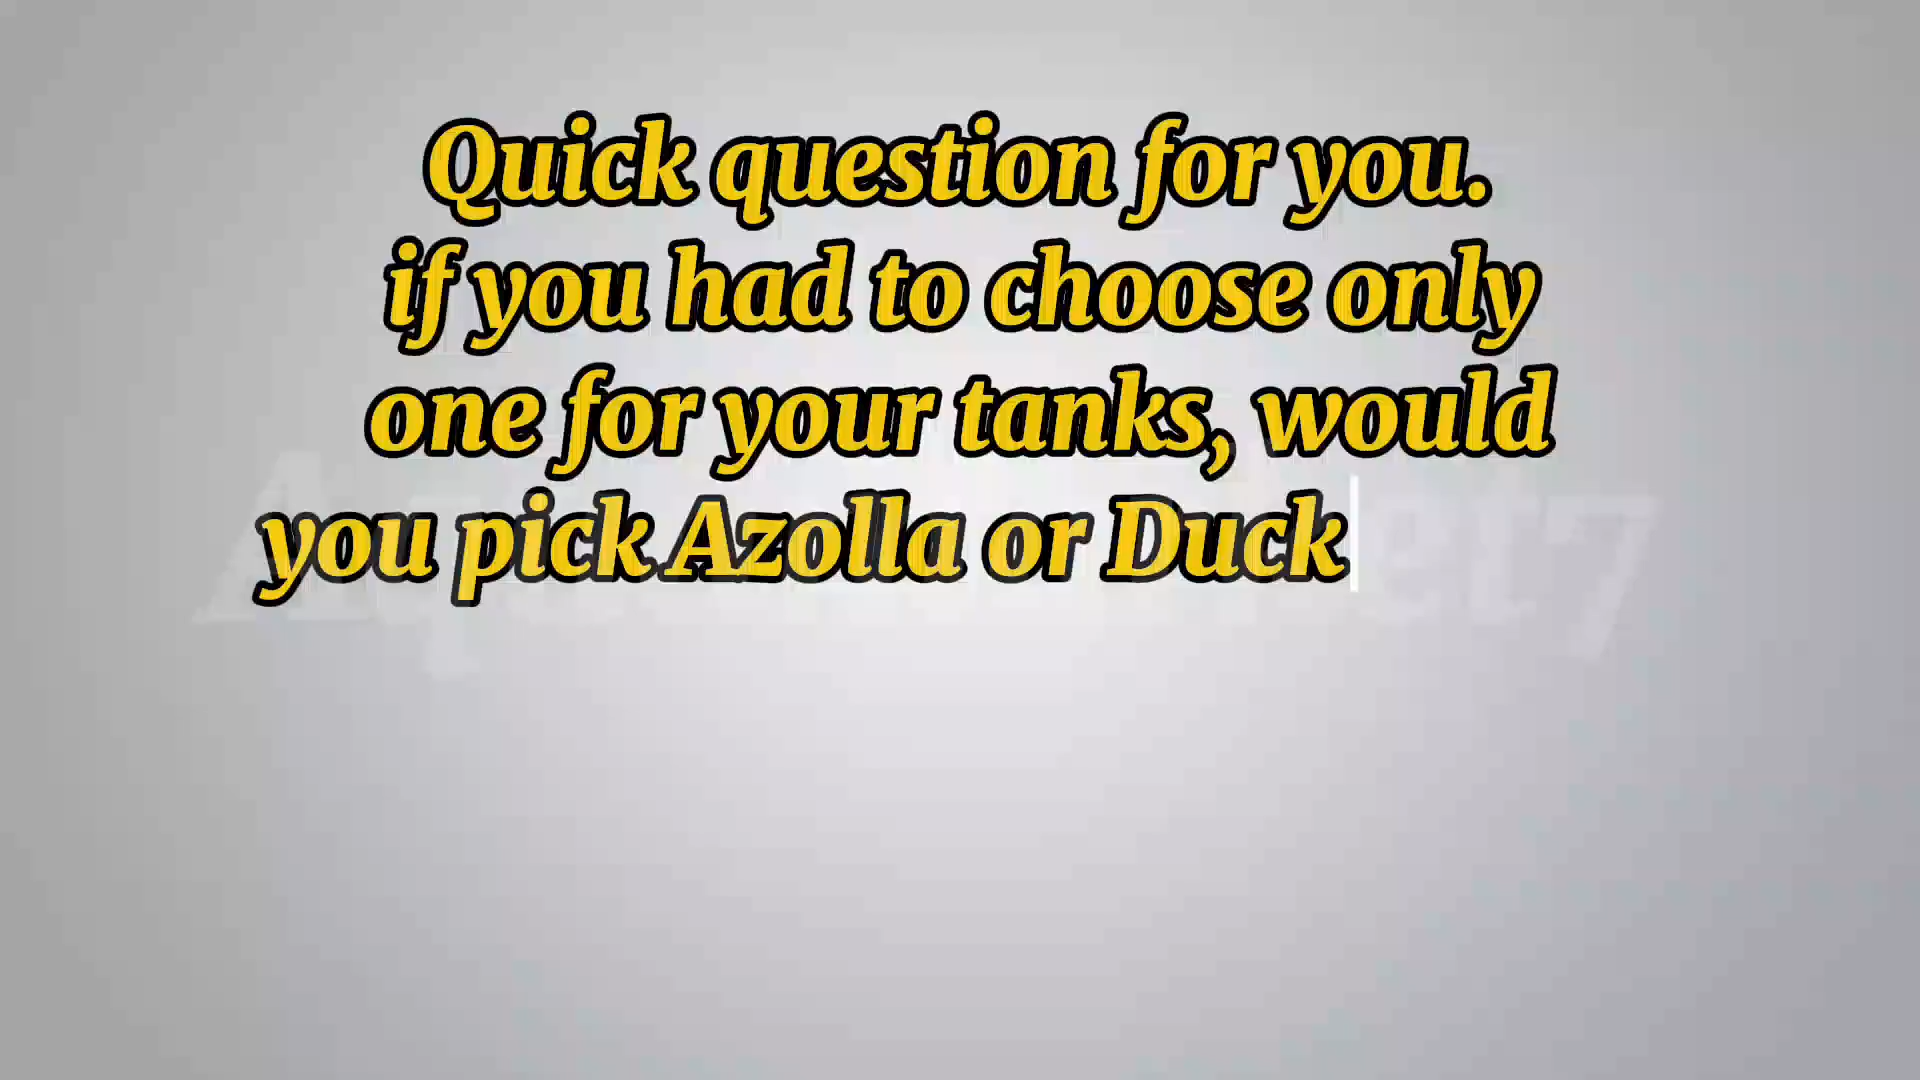 Quick question for you.
if you had to choose only
one for your tanks, would
you pick Azolla or Duck